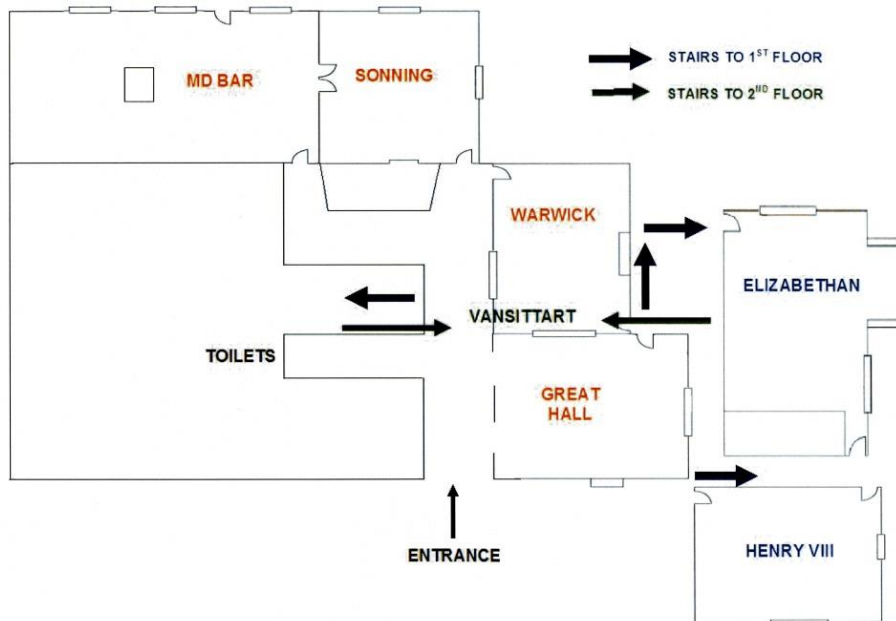 MD BAR
SONNING
STAIRS TO 1ST FLOOR
STAIRS TO 2ND FLOOR
WARWICK
ELIZABETHAN
VANSITTART
TOILETS
GREAT
HALL
ENTRANCE
HENRY VIII